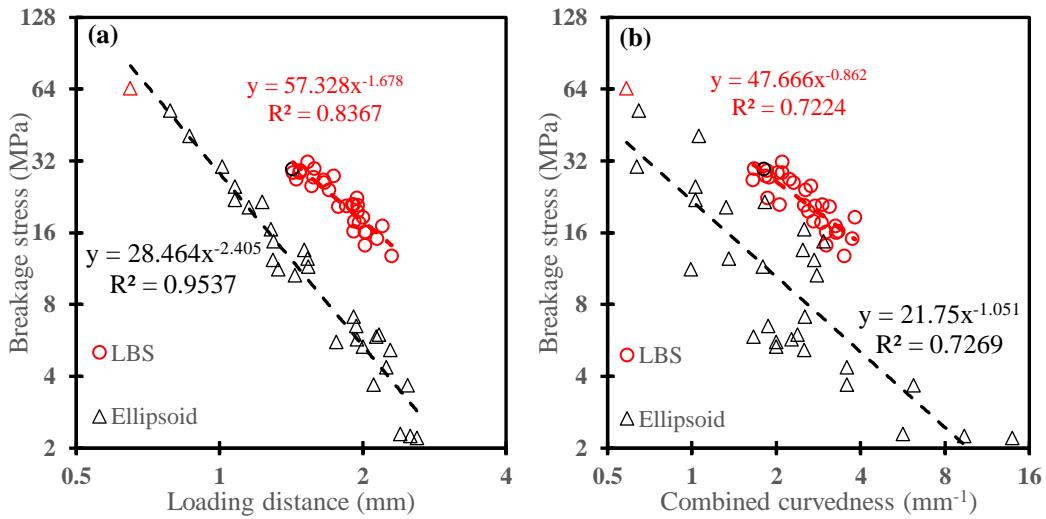 (a)
128
64
32
16
8
4
2
Breakage stress (MPa)
y = 57.328x^-1.678
R² = 0.8367
y = 28.464x^-2.405
R² = 0.9537
LBS
Ellipsoid
0.5 1 2 4
Loading distance (mm)
(b)
128
64
32
16
8
4
2
Breakage stress (MPa)
y = 47.666x^-0.862
R² = 0.7224
y = 21.75x^-1.051
R² = 0.7269
LBS
Ellipsoid
0.5 1 2 4 8 16
Combined curvedness (mm^-1)